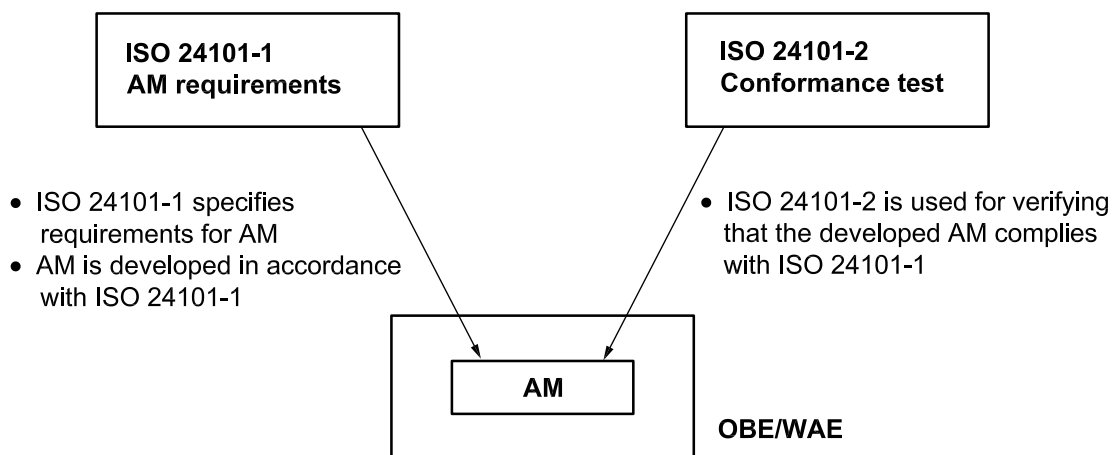 ISO 24101-1
AM requirements
ISO 24101-2
Conformance test
• ISO 24101-1 specifies
requirements for AM
• AM is developed in accordance
with ISO 24101-1
• ISO 24101-2 is used for verifying
that the developed AM complies
with ISO 24101-1
AM
OBE/WAE